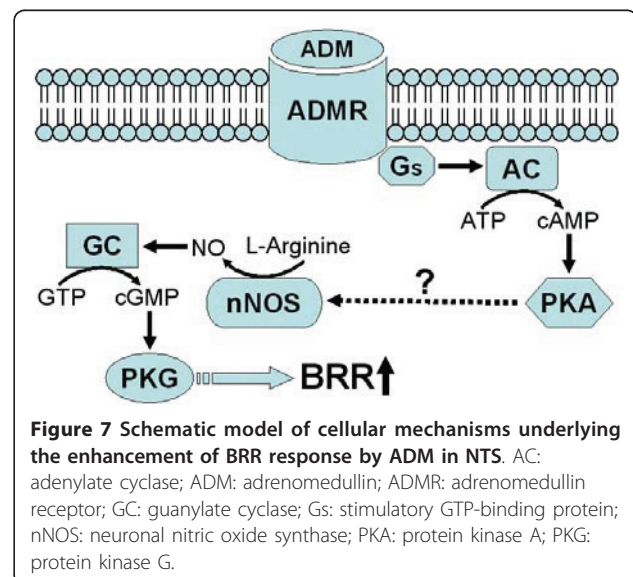 ADM
ADMR
Gs
AC
ATP
cAMP
GC
NO
L-Arginine
GTP
cGMP
nNOS
?
PKA
PKG
BRR
Figure 7 Schematic model of cellular mechanisms underlying
the enhancement of BRR response by ADM in NTS. AC:
adenylate cyclase; ADM: adrenomedullin; ADMR: adrenomedullin
receptor; GC: guanylate cyclase; Gs: stimulatory GTP-binding protein;
nNOS: neuronal nitric oxide synthase; PKA: protein kinase A; PKG:
protein kinase G.